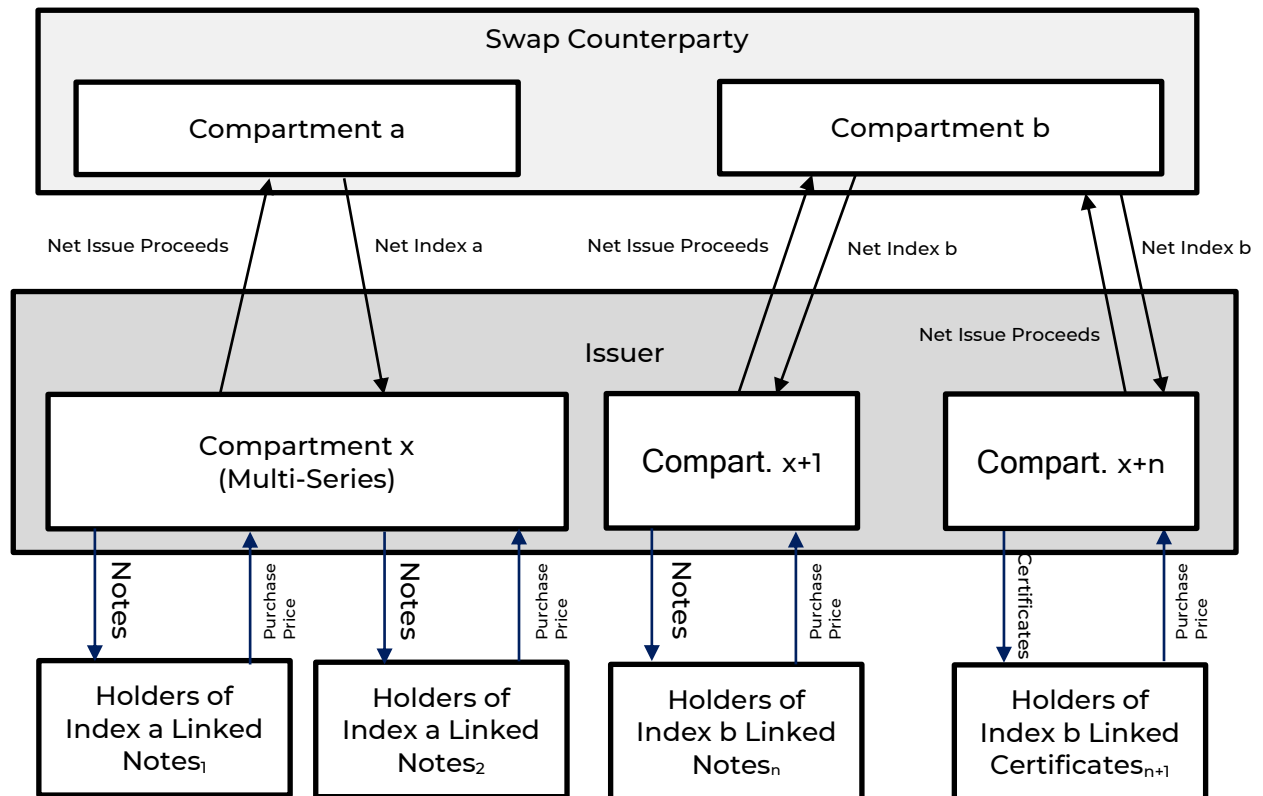 Swap Counterparty
Compartment a
Compartment b
Net Issue Proceeds
Net Index a
Net Issue Proceeds
Net Index b
Net Index b
Net Issue Proceeds
Issuer
Compartment x
(Multi-Series)
Compart. x+1
Compart. x+n
Notes
Purchase
Price
Notes
Purchase
Price
Notes
Purchase
Price
Certificates
Purchase
Price
Holders of
Index a Linked
Notes₁
Holders of
Index a Linked
Notes₂
Holders of
Index b Linked
Notesₙ
Holders of
Index b Linked
Certificatesₙ₊₁